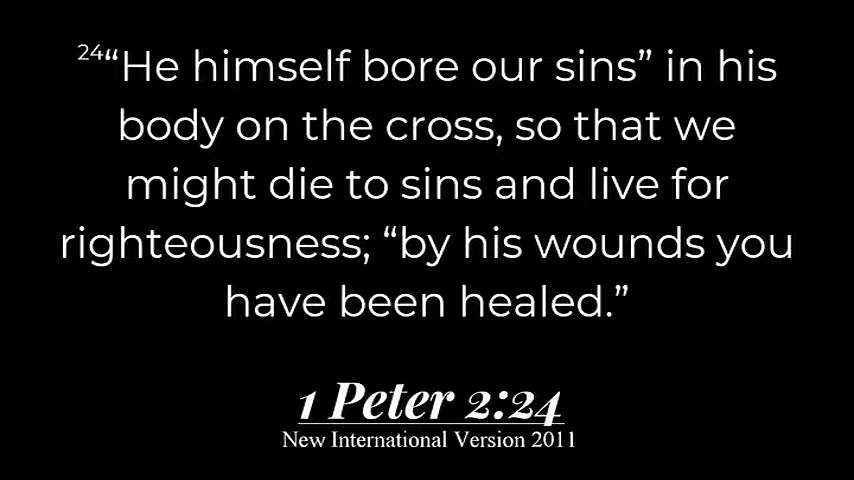 24“He himself bore our sins” in his
body on the cross, so that we
might die to sins and live for
righteousness; “by his wounds you
have been healed.”
1 Peter 2:24
New International Version 2011